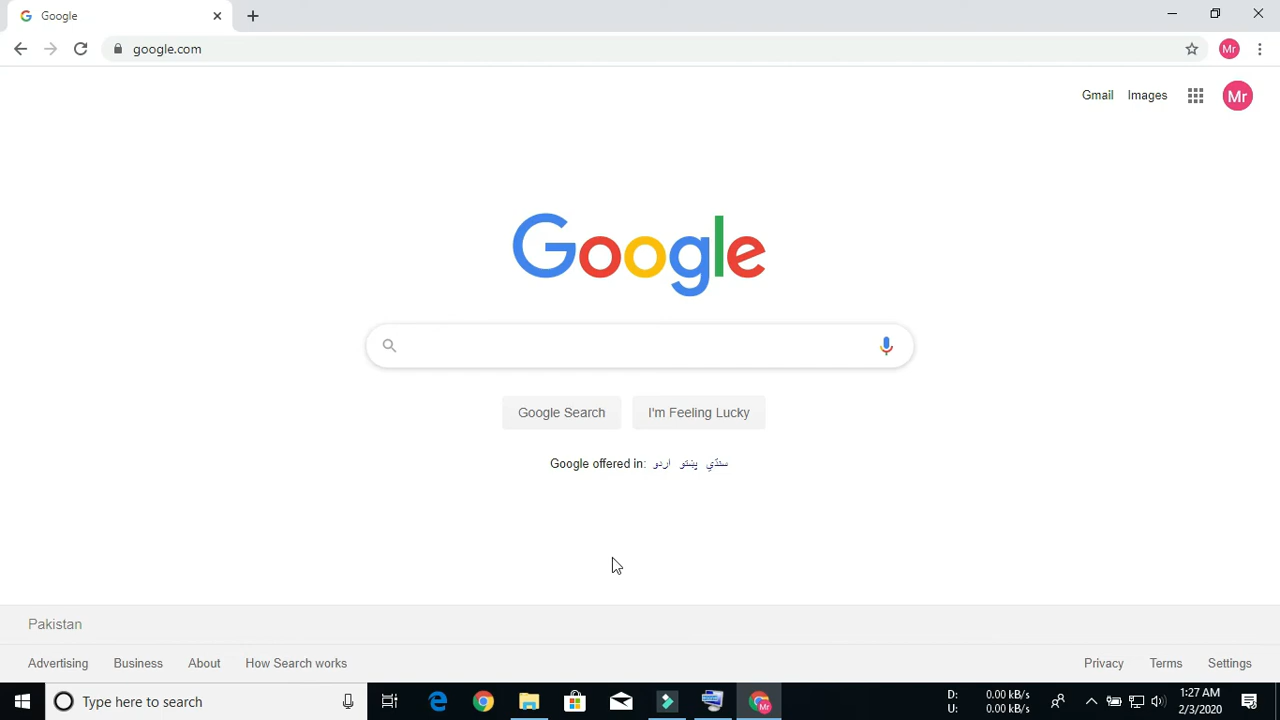 Google
google.com
Mr
Gmail Images
Mr
Google
Google Search I'm Feeling Lucky
Google offered in: اردو پښتو سنڌي
Pakistan
Advertising Business About How Search works Privacy Terms Settings
Type here to search
D: 0.00 kB/s
U: 0.00 kB/s
Mr
1:27 AM
2/3/2020